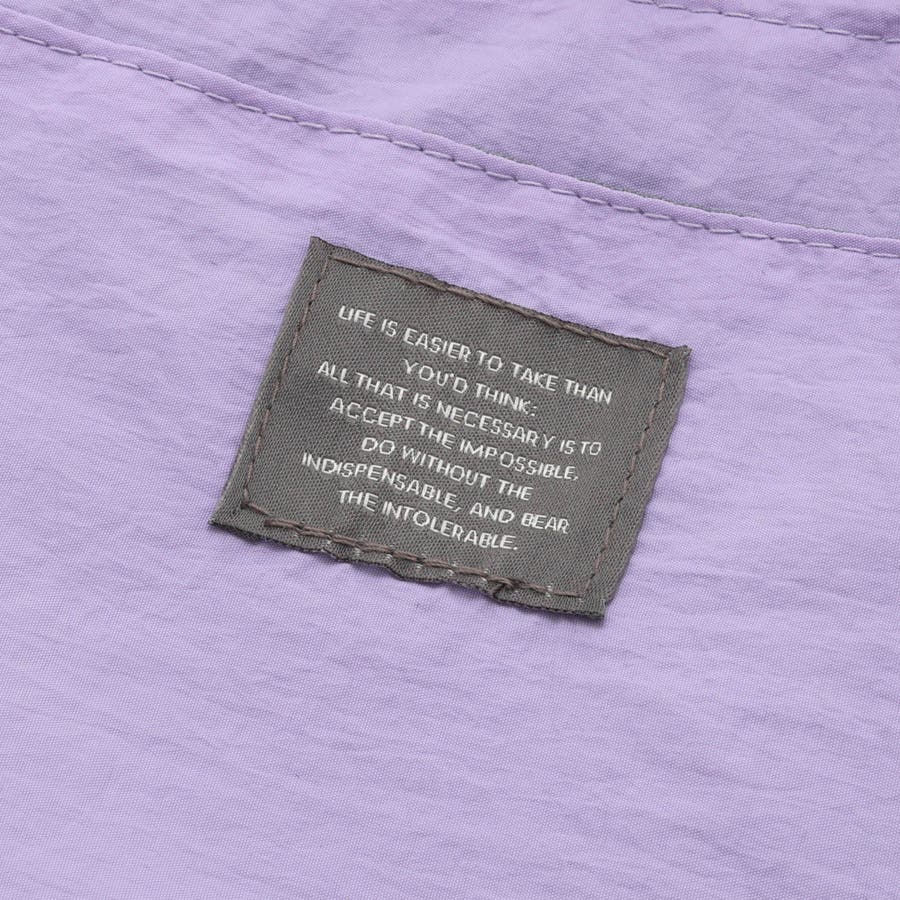 LIFE IS EASIER TO TAKE THAN
YOU'D THINK:
ALL THAT IS NECESSARY IS TO
ACCEPT THE IMPOSSIBLE,
DO WITHOUT THE
INDISPENSABLE, AND BEAR
THE INTOLERABLE.